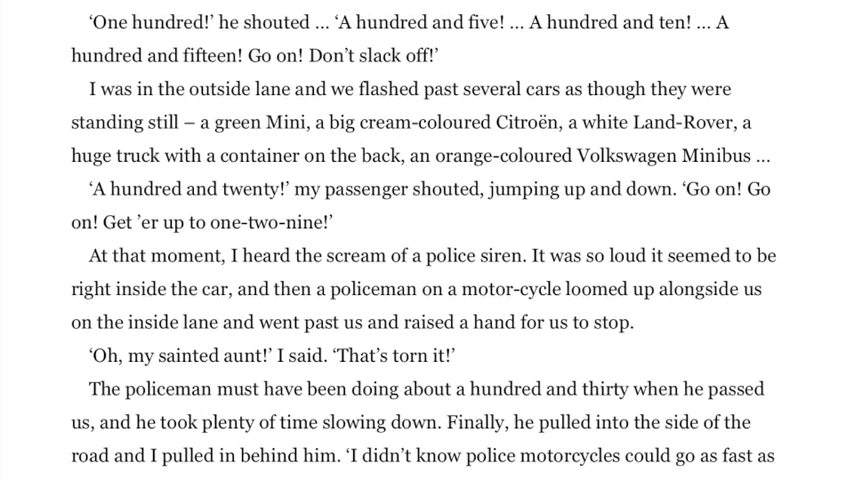 ‘One hundred!’ he shouted ... ‘A hundred and five! ... A hundred and ten! ... A
hundred and fifteen! Go on! Don’t slack off!’
I was in the outside lane and we flashed past several cars as though they were
standing still – a green Mini, a big cream-coloured Citroën, a white Land-Rover, a
huge truck with a container on the back, an orange-coloured Volkswagen Minibus ...
‘A hundred and twenty!’ my passenger shouted, jumping up and down. ‘Go on! Go
on! Get ’er up to one-two-nine!’
At that moment, I heard the scream of a police siren. It was so loud it seemed to be
right inside the car, and then a policeman on a motor-cycle loomed up alongside us
on the inside lane and went past us and raised a hand for us to stop.
‘Oh, my sainted aunt!’ I said. ‘That’s torn it!’
The policeman must have been doing about a hundred and thirty when he passed
us, and he took plenty of time slowing down. Finally, he pulled into the side of the
road and I pulled in behind him. ‘I didn’t know police motorcycles could go as fast as